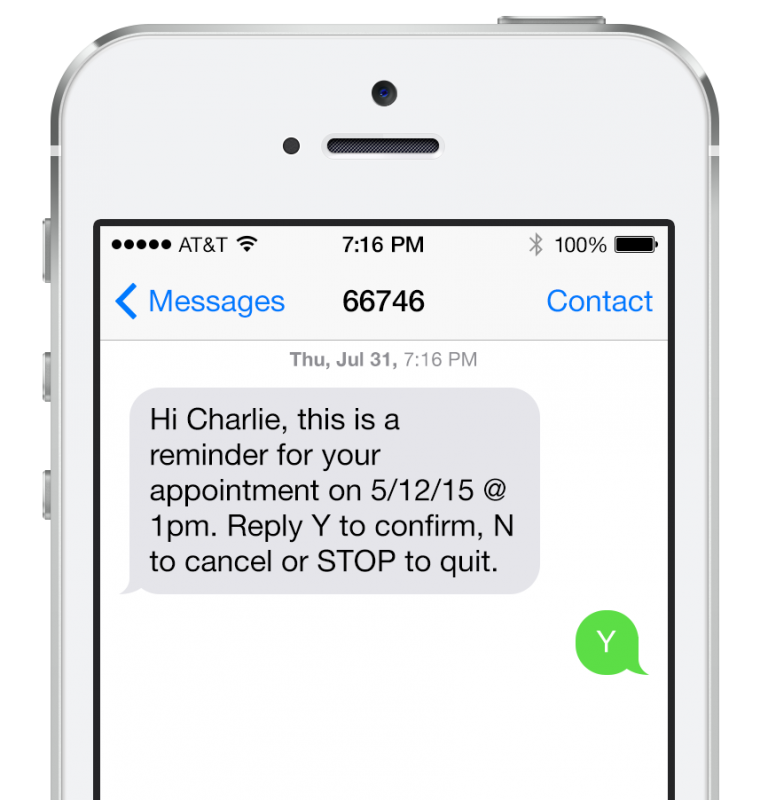 AT&T 7:16 PM 100%
Messages 66746 Contact
Thu, Jul 31, 7:16 PM
Hi Charlie, this is a
reminder for your
appointment on 5/12/15 @
1pm. Reply Y to confirm, N
to cancel or STOP to quit.
Y